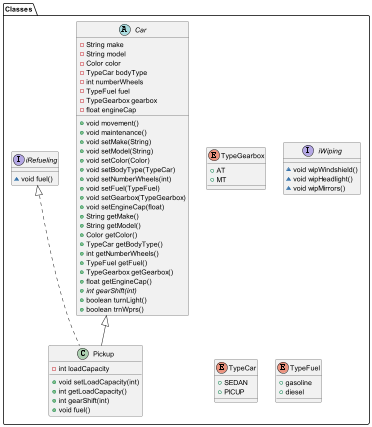 Classes
A Car
String make
String model
Color color
TypeCar bodyType
int numberWheels
TypeFuel fuel
TypeGearbox gearbox
float engineCap
void movement()
void maintenance()
void setMake(String)
void setModel(String)
void setColor(Color)
void setBodyType(TypeCar)
void setNumberWheels(int)
void setFuel(TypeFuel)
void setGearbox(TypeGearbox)
void setEngineCap(float)
String getMake()
String getModel()
Color getColor()
TypeCar getBodyType()
int getNumberWheels()
TypeFuel getFuel()
TypeGearbox getGearbox()
float getEngineCap()
int gearShift(int)
boolean turnLight()
boolean trnWprs()
I iRefueling
void fuel()
E TypeGearbox
AT
MT
I iWiping
void wipWindshield()
void wipHeadlight()
void wipMirrors()
C Pickup
int loadCapacity
void setLoadCapacity(int)
int getLoadCapacity()
int gearShift(int)
void fuel()
E TypeCar
SEDAN
PICUP
E TypeFuel
gasoline
diesel